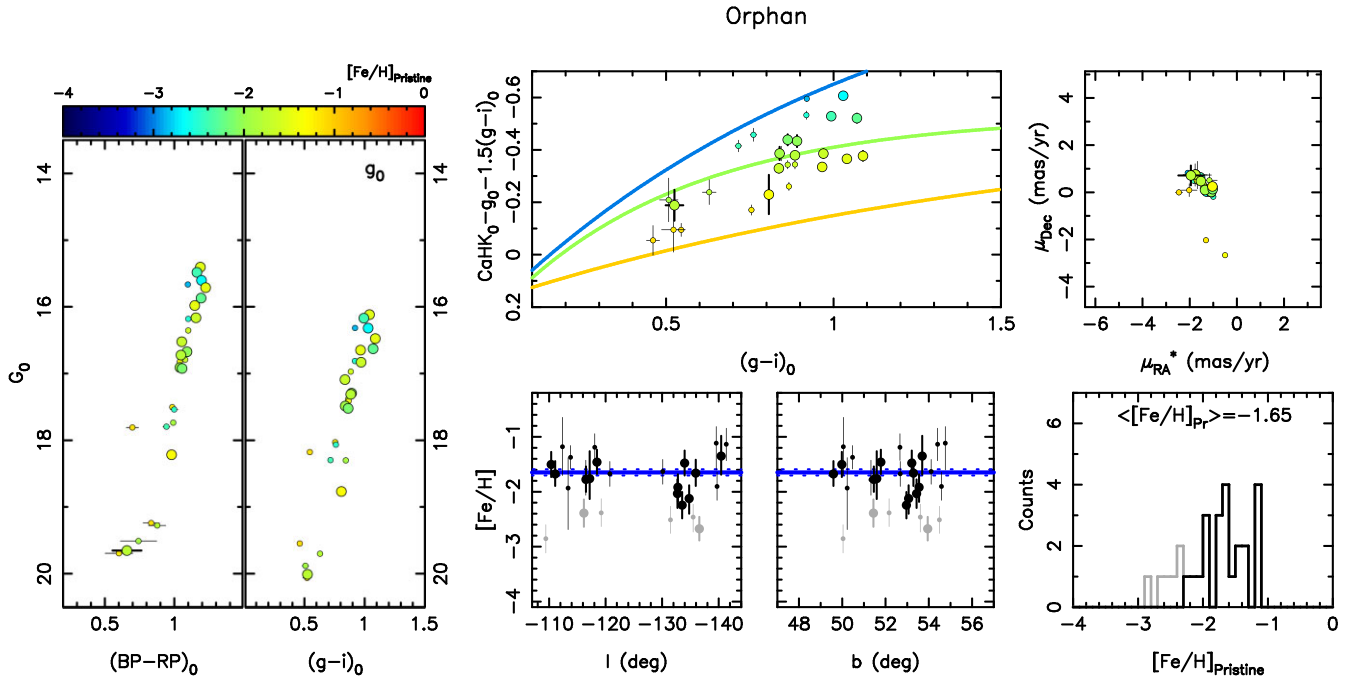 Orphan
[Fe/H]Pristine
−4 −3 −2 −1 0
g0
14 16 18 20
G0
14 16 18 20
0.5 1 0.5 1 1.5
(BP−RP)0 (g−i)0
CaHK0−g0−1.5(g−i)0
−0.6 −0.4 −0.2 0 0.2
0.5 1 1.5
(g−i)0
μDec (mas/yr)
4 2 0 −2 −4
−6 −4 −2 0 2
μRA* (mas/yr)
[Fe/H]
−1 −2 −3 −4
−110 −120 −130 −140
l (deg)
48 50 52 54 56
b (deg)
<[Fe/H]Pr>=−1.65
Counts
0 2 4 6
−4 −3 −2 −1 0
[Fe/H]Pristine